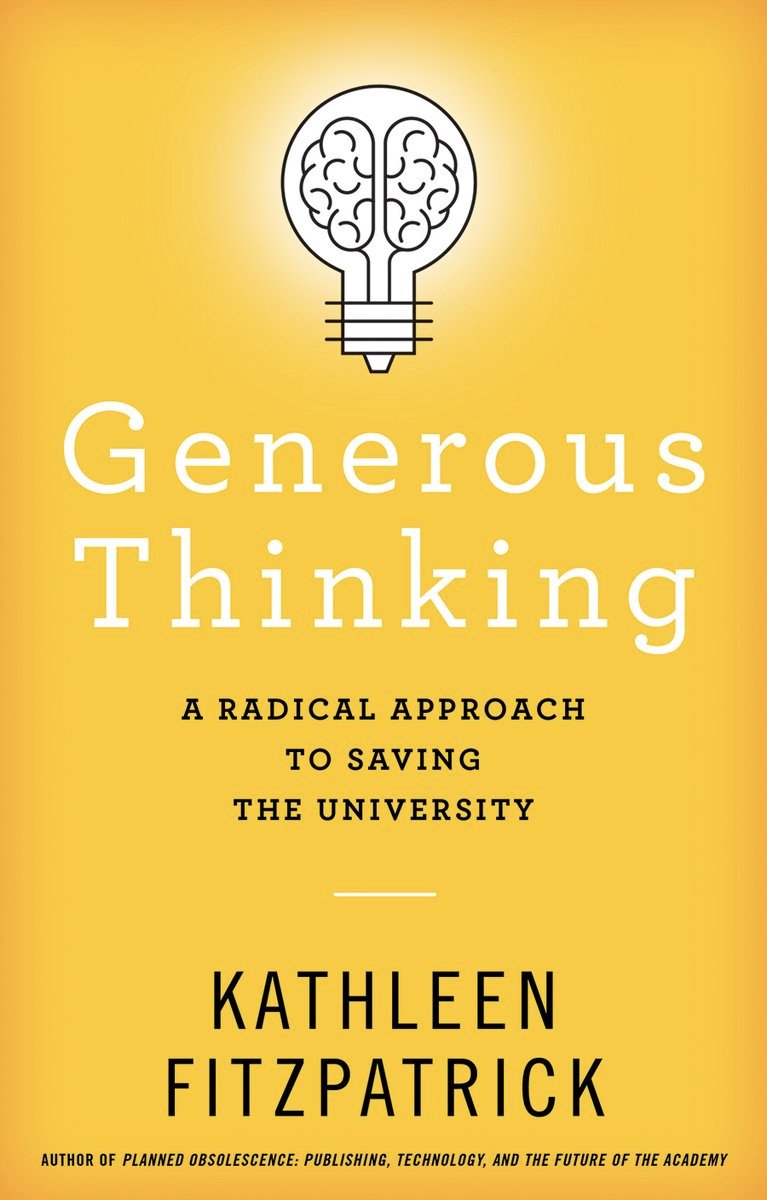 Generous
Thinking
A RADICAL APPROACH
TO SAVING
THE UNIVERSITY
KATHLEEN
FITZPATRICK
AUTHOR OF PLANNED OBSOLESCENCE: PUBLISHING, TECHNOLOGY, AND THE FUTURE OF THE ACADEMY